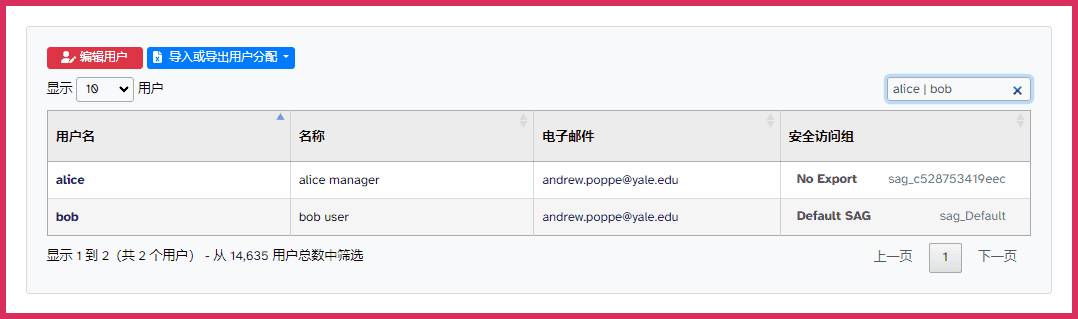 编辑用户 导入或导出用户分配
显示 10 用户 alice | bob ×
用户名 名称 电子邮件 安全访问组
alice alice manager andrew.poppe@yale.edu No Export sag_c528753419eec
bob bob user andrew.poppe@yale.edu Default SAG sag_Default
显示 1 到 2（共 2 个用户） - 从 14,635 用户总数中筛选 上一页 1 下一页